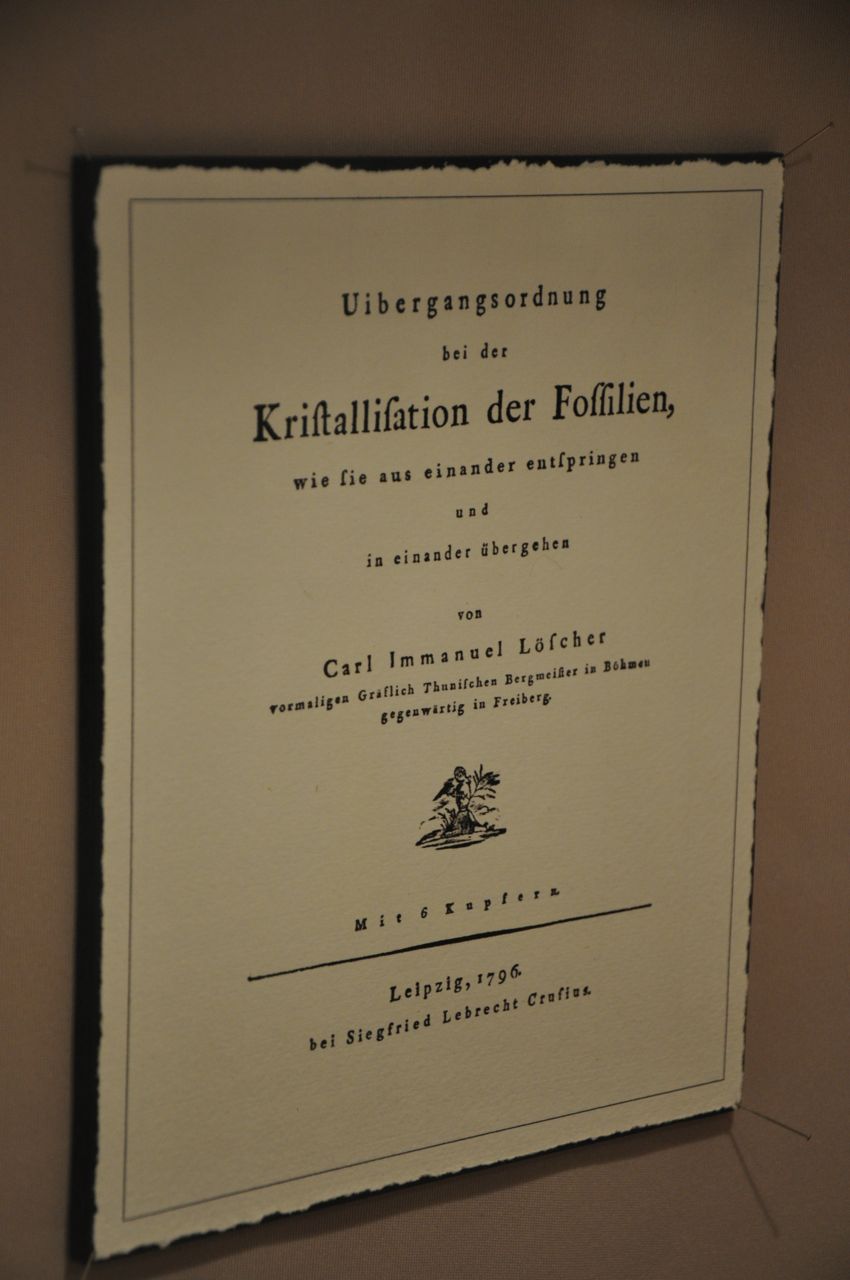 Uibergangsordnung
bei der
Kriſtalliſation der Foſſilien,
wie ſie aus einander entſpringen
und
in einander übergehen
von
Carl Immanuel Löſcher
vormaligen Gräflich Thuniſchen Bergmeiſter in Böhmen
gegenwärtig in Freiberg.
Mit 6 Kupfern.
Leipzig, 1796.
bei Siegfried Lebrecht Cruſius.